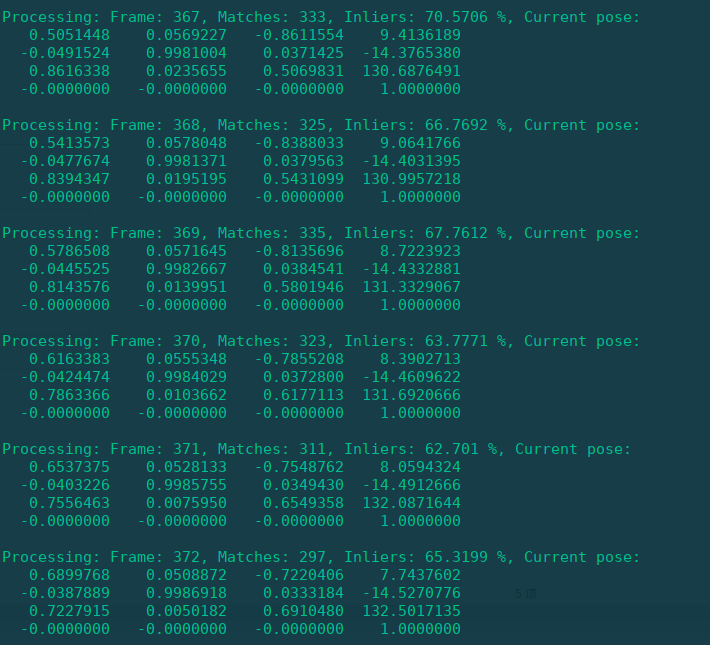 Processing: Frame: 367, Matches: 333, Inliers: 70.5706 %, Current pose:
0.5051448 0.0569227 -0.8611554 9.4136189
-0.0491524 0.9981004 0.0371425 -14.3765380
0.8616338 0.0235655 0.5069831 130.6876491
-0.0000000 -0.0000000 -0.0000000 1.0000000
Processing: Frame: 368, Matches: 325, Inliers: 66.7692 %, Current pose:
0.5413573 0.0578048 -0.8388033 9.0641766
-0.0477674 0.9981371 0.0379563 -14.4031395
0.8394347 0.0195195 0.5431099 130.9957218
-0.0000000 -0.0000000 -0.0000000 1.0000000
Processing: Frame: 369, Matches: 335, Inliers: 67.7612 %, Current pose:
0.5786508 0.0571645 -0.8135696 8.7223923
-0.0445525 0.9982667 0.0384541 -14.4332881
0.8143576 0.0139951 0.5801946 131.3329067
-0.0000000 -0.0000000 -0.0000000 1.0000000
Processing: Frame: 370, Matches: 323, Inliers: 63.7771 %, Current pose:
0.6163383 0.0555348 -0.7855208 8.3902713
-0.0424474 0.9984029 0.0372800 -14.4609622
0.7863366 0.0103662 0.6177113 131.6920666
-0.0000000 -0.0000000 -0.0000000 1.0000000
Processing: Frame: 371, Matches: 311, Inliers: 62.701 %, Current pose:
0.6537375 0.0528133 -0.7548762 8.0594324
-0.0403226 0.9985755 0.0349430 -14.4912666
0.7556463 0.0075950 0.6549358 132.0871644
-0.0000000 -0.0000000 -0.0000000 1.0000000
Processing: Frame: 372, Matches: 297, Inliers: 65.3199 %, Current pose:
0.6899768 0.0508872 -0.7220406 7.7437602
-0.0387889 0.9986918 0.0333184 -14.5270776
0.7227915 0.0050182 0.6910480 132.5017135
-0.0000000 -0.0000000 -0.0000000 1.0000000